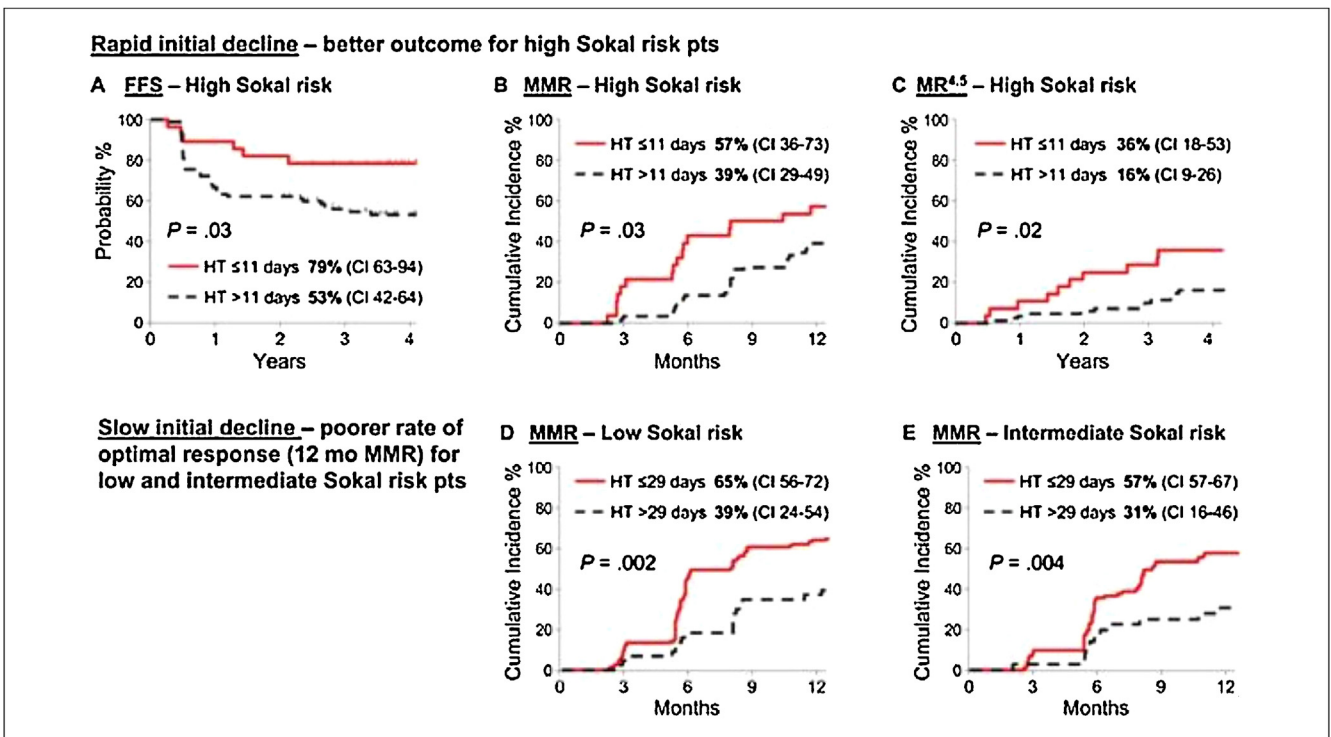 Rapid initial decline – better outcome for high Sokal risk pts
A FFS – High Sokal risk
100
80
60
40
20
0
Probability %
P = .03
HT ≤11 days 79% (CI 63-94)
HT >11 days 53% (CI 42-64)
0 1 2 3 4
Years
B MMR – High Sokal risk
100
80
60
40
20
0
Cumulative Incidence %
HT ≤11 days 57% (CI 36-73)
HT >11 days 39% (CI 29-49)
P = .03
0 3 6 9 12
Months
C MR4.5 – High Sokal risk
100
80
60
40
20
0
Cumulative Incidence %
HT ≤11 days 36% (CI 18-53)
HT >11 days 16% (CI 9-26)
P = .02
0 1 2 3 4
Years
Slow initial decline – poorer rate of
optimal response (12 mo MMR) for
low and intermediate Sokal risk pts
D MMR – Low Sokal risk
100
80
60
40
20
0
Cumulative Incidence %
HT ≤29 days 65% (CI 56-72)
HT >29 days 39% (CI 24-54)
P = .002
0 3 6 9 12
Months
E MMR – Intermediate Sokal risk
100
80
60
40
20
0
Cumulative Incidence %
HT ≤29 days 57% (CI 57-67)
HT >29 days 31% (CI 16-46)
P = .004
0 3 6 9 12
Months